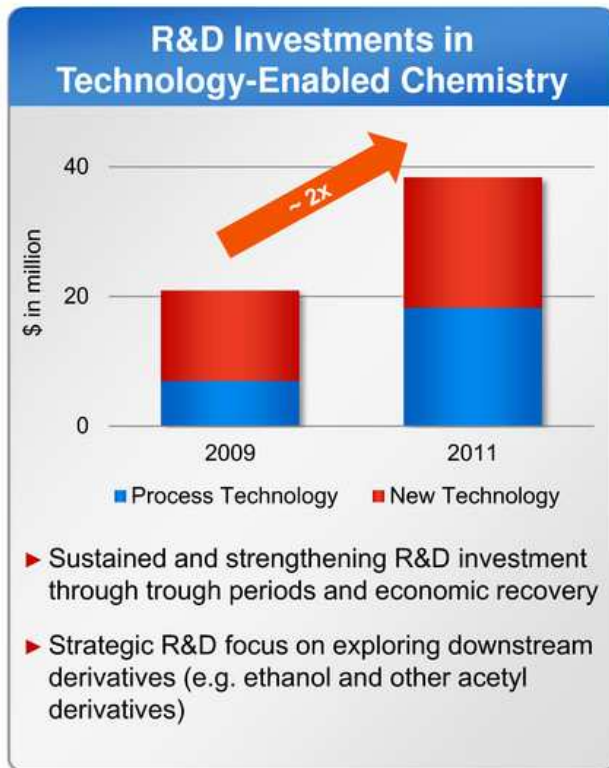 R&D Investments in
Technology-Enabled Chemistry
$ in million
40
20
0
~ 2x
2009
2011
Process Technology
New Technology
► Sustained and strengthening R&D investment
through trough periods and economic recovery
► Strategic R&D focus on exploring downstream
derivatives (e.g. ethanol and other acetyl
derivatives)